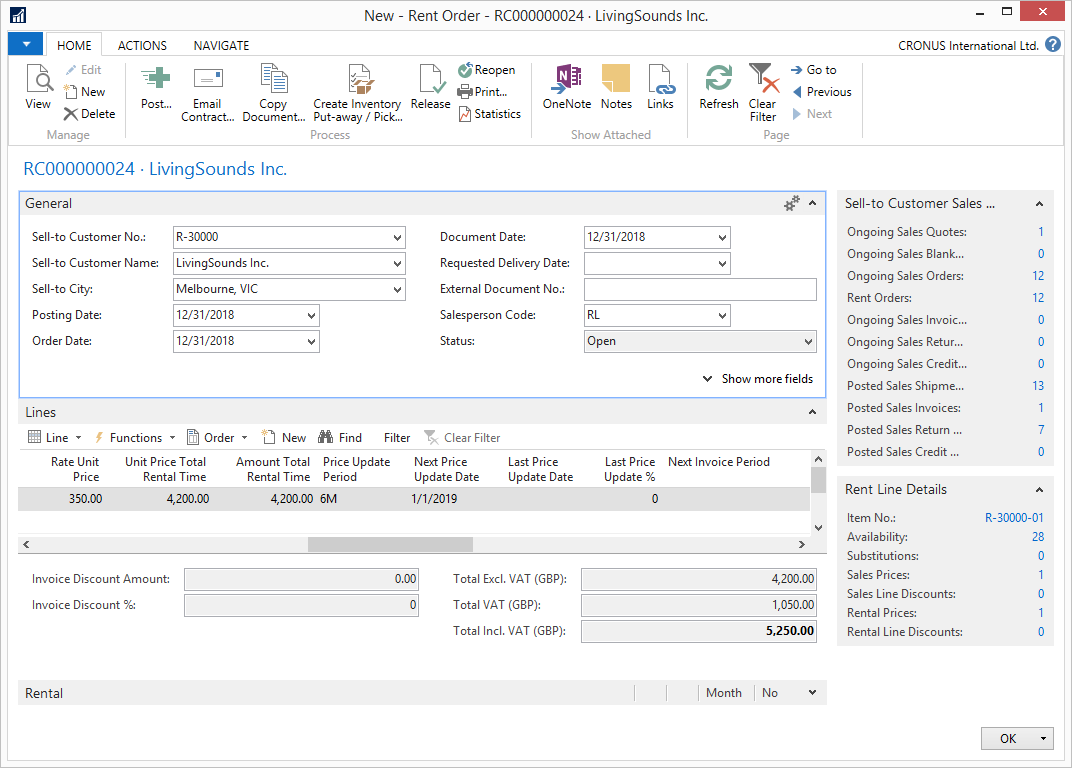 New - Rent Order - RC000000024 · LivingSounds Inc.
HOME ACTIONS NAVIGATE CRONUS International Ltd.
View
Edit
New
Delete
Manage
Post...
Email Contract...
Copy Document...
Create Inventory Put-away / Pick...
Release
Reopen
Print...
Statistics
Process
OneNote
Notes
Links
Show Attached
Refresh
Clear Filter
Go to
Previous
Next
Page
RC000000024 · LivingSounds Inc.
General
Sell-to Customer No.: R-30000
Sell-to Customer Name: LivingSounds Inc.
Sell-to City: Melbourne, VIC
Posting Date: 12/31/2018
Order Date: 12/31/2018
Document Date: 12/31/2018
Requested Delivery Date:
External Document No.:
Salesperson Code: RL
Status: Open
Show more fields
Lines
Line Functions Order New Find Filter Clear Filter
Rate Unit Price Unit Price Total Rental Time Amount Total Rental Time Price Update Period Next Price Update Date Last Price Update Date Last Price Update % Next Invoice Period
350.00 4,200.00 4,200.00 6M 1/1/2019 0
Invoice Discount Amount: 0.00
Invoice Discount %: 0
Total Excl. VAT (GBP): 4,200.00
Total VAT (GBP): 1,050.00
Total Incl. VAT (GBP): 5,250.00
Rental Month No
Sell-to Customer Sales ...
Ongoing Sales Quotes: 1
Ongoing Sales Blank... 0
Ongoing Sales Orders: 12
Rent Orders: 12
Ongoing Sales Invoic... 0
Ongoing Sales Retur... 0
Ongoing Sales Credit... 0
Posted Sales Shipme... 13
Posted Sales Invoices: 1
Posted Sales Return ... 7
Posted Sales Credit ... 0
Rent Line Details
Item No.: R-30000-01
Availability: 28
Substitutions: 0
Sales Prices: 1
Sales Line Discounts: 0
Rental Prices: 1
Rental Line Discounts: 0
OK